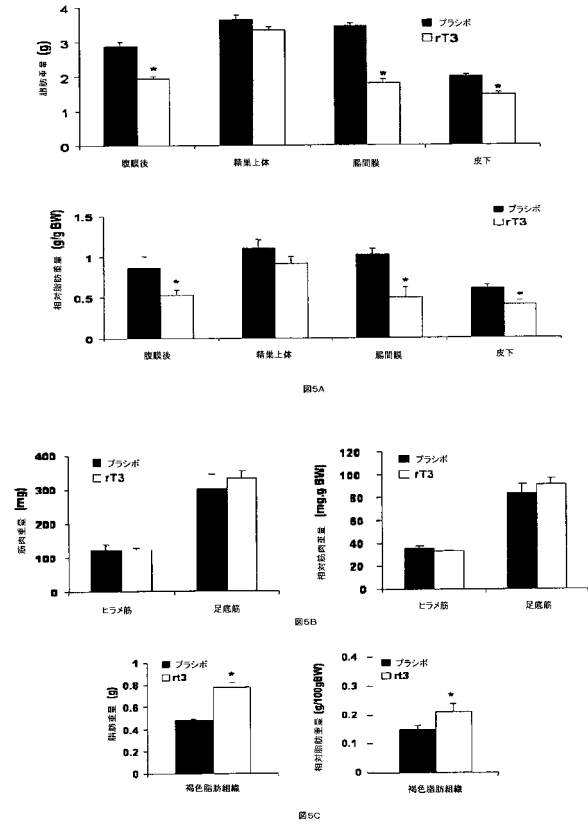 4
3
2
1
0
脂肪重量 (g)
プラシボ
rT3
*
*
*
腹膜後
精巣上体
腸間膜
皮下
1.5
1
0.5
0
相対脂肪重量 (g/g BW)
プラシボ
rT3
*
*
*
腹膜後
精巣上体
腸間膜
皮下
図5A
400
300
200
100
0
筋肉重量 (mg)
プラシボ
rT3
ヒラメ筋
足底筋
120
100
80
60
40
20
0
相対筋肉重量 (mg.g BW)
プラシボ
rT3
ヒラメ筋
足底筋
図5B
1
0.8
0.6
0.4
0.2
0
脂肪重量 (g)
プラシボ
rt3
*
褐色脂肪組織
0.4
0.3
0.2
0.1
0
相対脂肪重量 (g/100gBW)
プラシボ
rt3
*
褐色脂肪組織
図5C